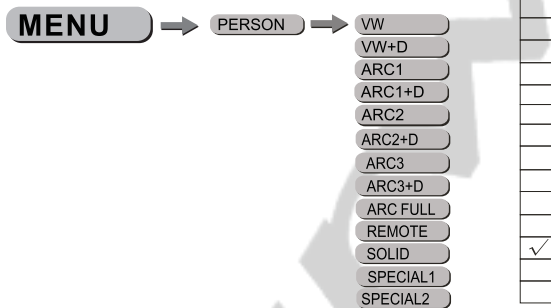 MENU PERSON VW
VW+D
ARC1
ARC1+D
ARC2
ARC2+D
ARC3
ARC3+D
ARC FULL
REMOTE
SOLID √
SPECIAL1
SPECIAL2